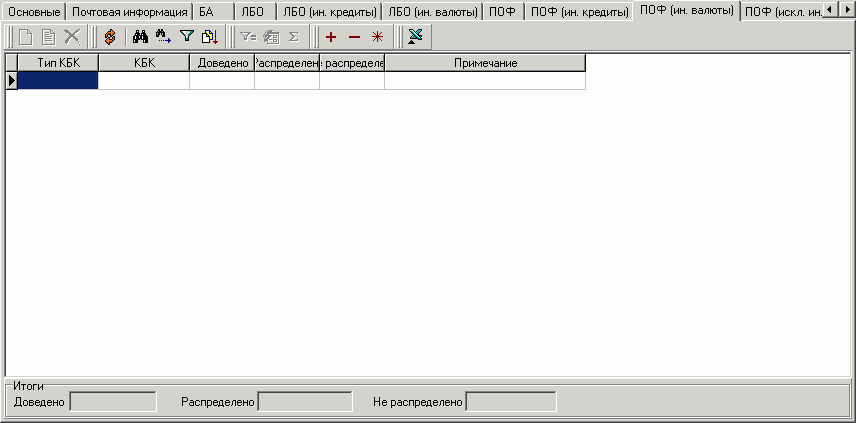 Основные Почтовая информация БА ЛБО ЛБО (ин. кредиты) ЛБО (ин. валюты) ПОФ ПОФ (ин. кредиты) ПОФ (ин. валюты) ПОФ (искл. ин.
Тип КБК КБК Доведено Распределено е распределе Примечание
Итоги
Доведено Распределено Не распределено